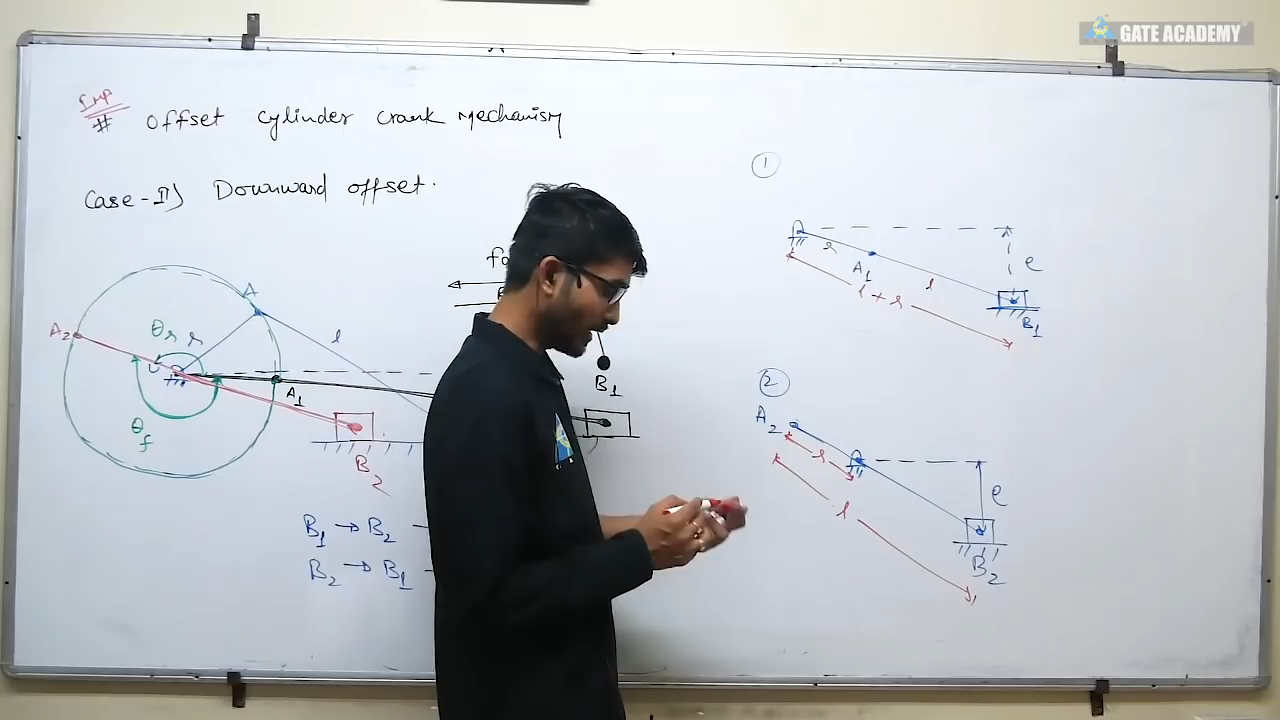 GATE ACADEMY
Imp
# Offset cylinder crank Mechanism
Case-II) Downward offset.
1
r
A1
l
e
l + r
B1
A
A2
θr
r
l
O
A1
θf
B2
B1
2
A2
r
e
l
B2
B1 → B2
B2 → B1